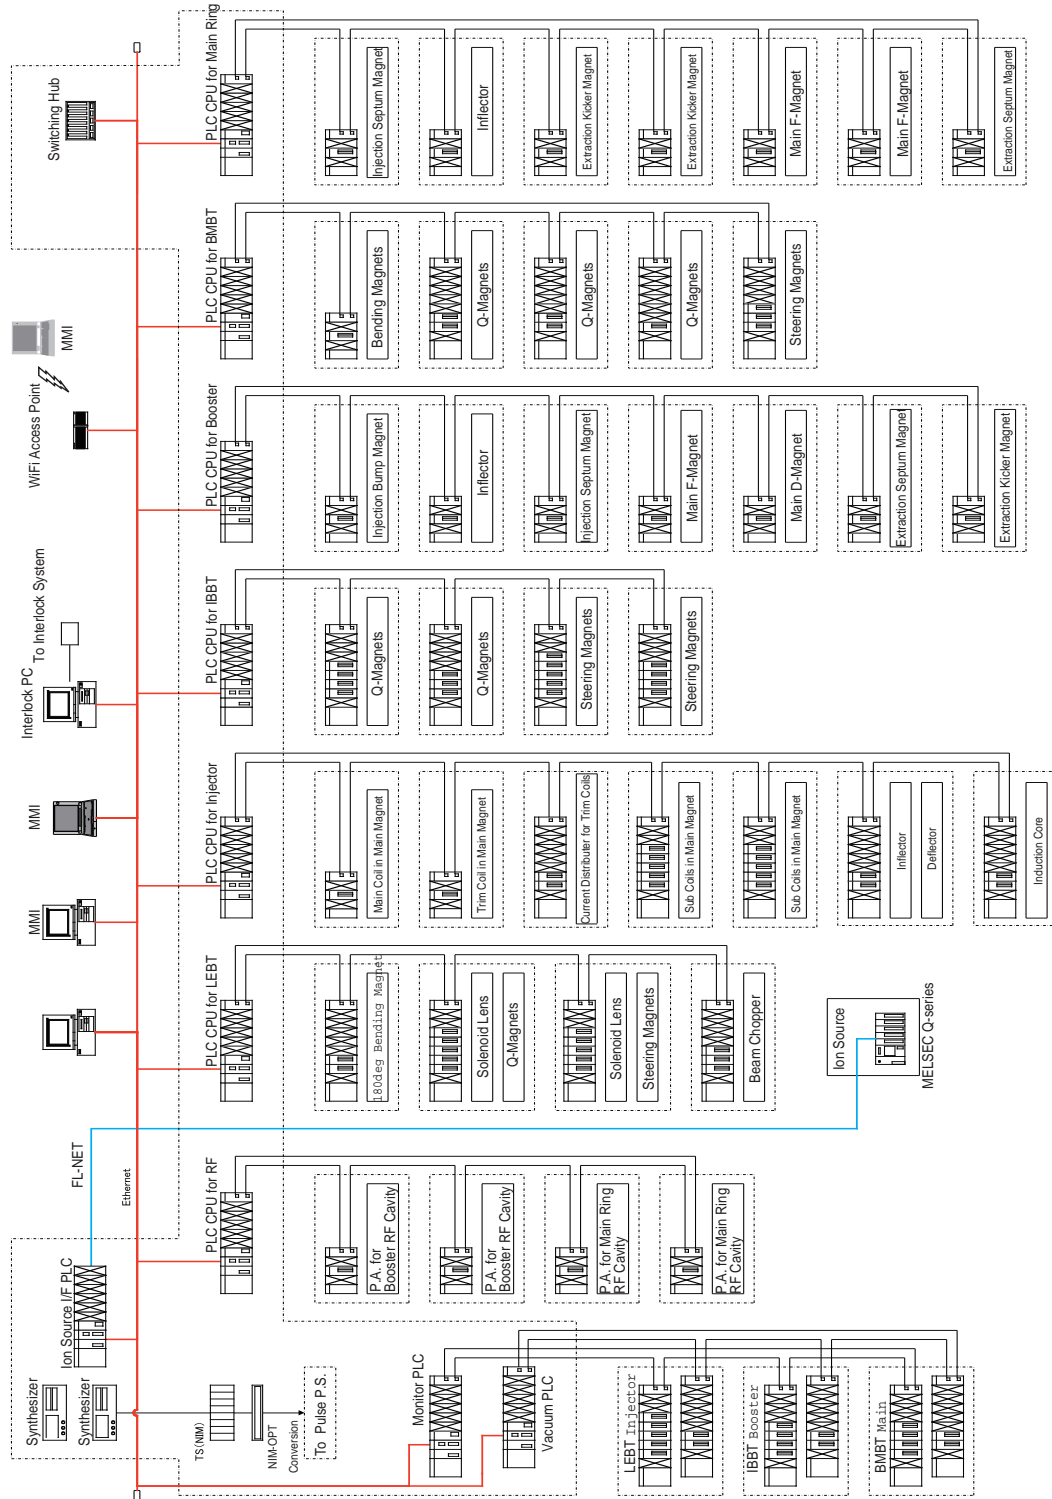 Synthesizer
Synthesizer
TS(NIM)
NIM-OPT
Conversion
To Pulse P.S.
Ion Source I/F PLC
FL-NET
Ethernet
MMI
MMI
Interlock PC
To Interlock System
WiFi Access Point
MMI
Switching Hub
Monitor PLC
Vacuum PLC
LEBT Injector
IBBT Booster
BMBT Main
PLC CPU for RF
P.A. for
Booster RF Cavity
P.A. for
Booster RF Cavity
P.A. for Main Ring
RF Cavity
P.A. for Main Ring
RF Cavity
PLC CPU for LEBT
180deg Bending Magnet
Solenoid Lens
Q-Magnets
Solenoid Lens
Steering Magnets
Beam Chopper
Ion Source
MELSEC Q-series
PLC CPU for Injector
Main Coil in Main Magnet
Trim Coil in Main Magnet
Current Distributer for Trim Coils
Sub Coils in Main Magnet
Sub Coils in Main Magnet
Inflector
Deflector
Induction Core
PLC CPU for IBBT
Q-Magnets
Q-Magnets
Steering Magnets
Steering Magnets
PLC CPU for Booster
Injection Bump Magnet
Inflector
Injection Septum Magnet
Main F-Magnet
Main D-Magnet
Extraction Septum Magnet
Extraction Kicker Magnet
PLC CPU for BMBT
Bending Magnets
Q-Magnets
Q-Magnets
Q-Magnets
Steering Magnets
PLC CPU for Main Ring
Injection Septum Magnet
Inflector
Extraction Kicker Magnet
Extraction Kicker Magnet
Main F-Magnet
Main F-Magnet
Extraction Septum Magnet